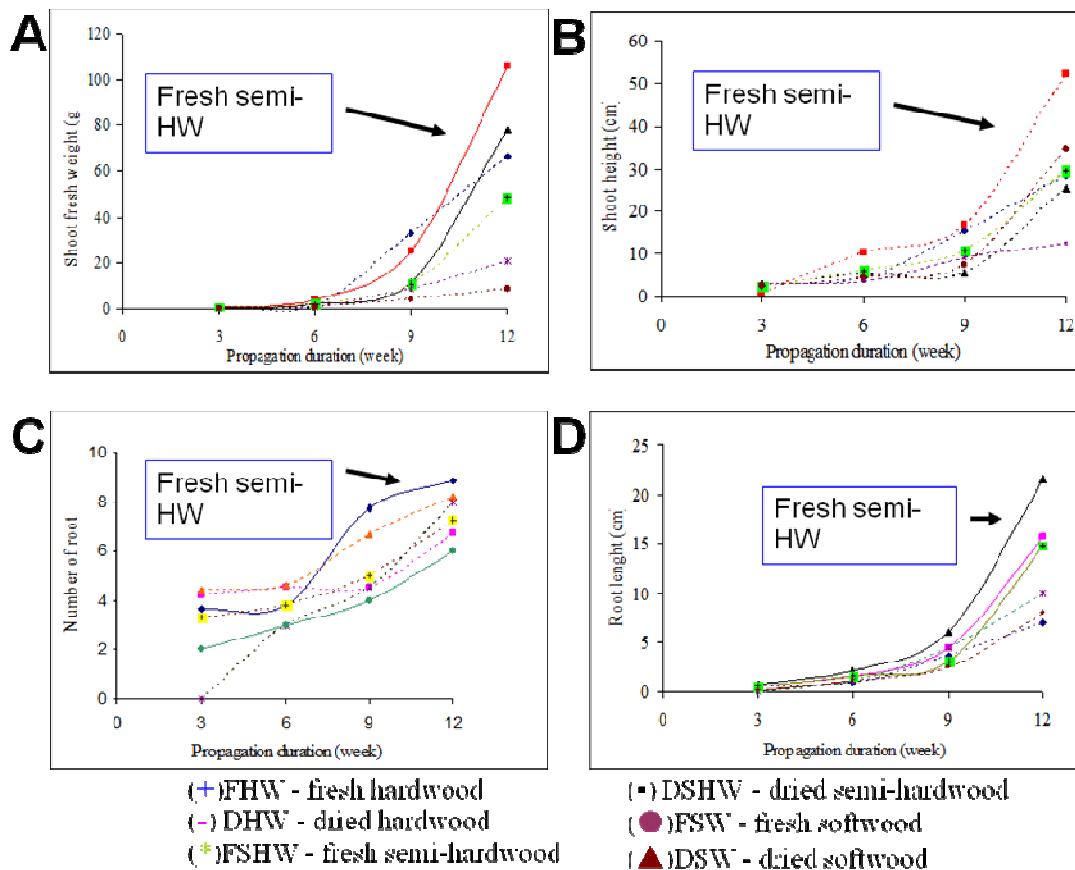 A
Shoot fresh weight (g
120
100
80
60
40
20
0
Fresh semi-
HW
0 3 6 9 12
Propagation duration (week)
B
Shoot height (cm)
60
50
40
30
20
10
0
Fresh semi-
HW
0 3 6 9 12
Propagation duration (week)
C
Number of root
10
8
6
4
2
0
Fresh semi-
HW
0 3 6 9 12
Propagation duration (week)
D
Root lenght (cm)
25
20
15
10
5
0
Fresh semi-
HW
0 3 6 9 12
Propagation duration (week)
(+)FHW - fresh hardwood
(-) DHW - dried hardwood
(*)FSHW - fresh semi-hardwood
(▪) DSHW - dried semi-hardwood
(●)FSW - fresh softwood
(▲)DSW - dried softwood